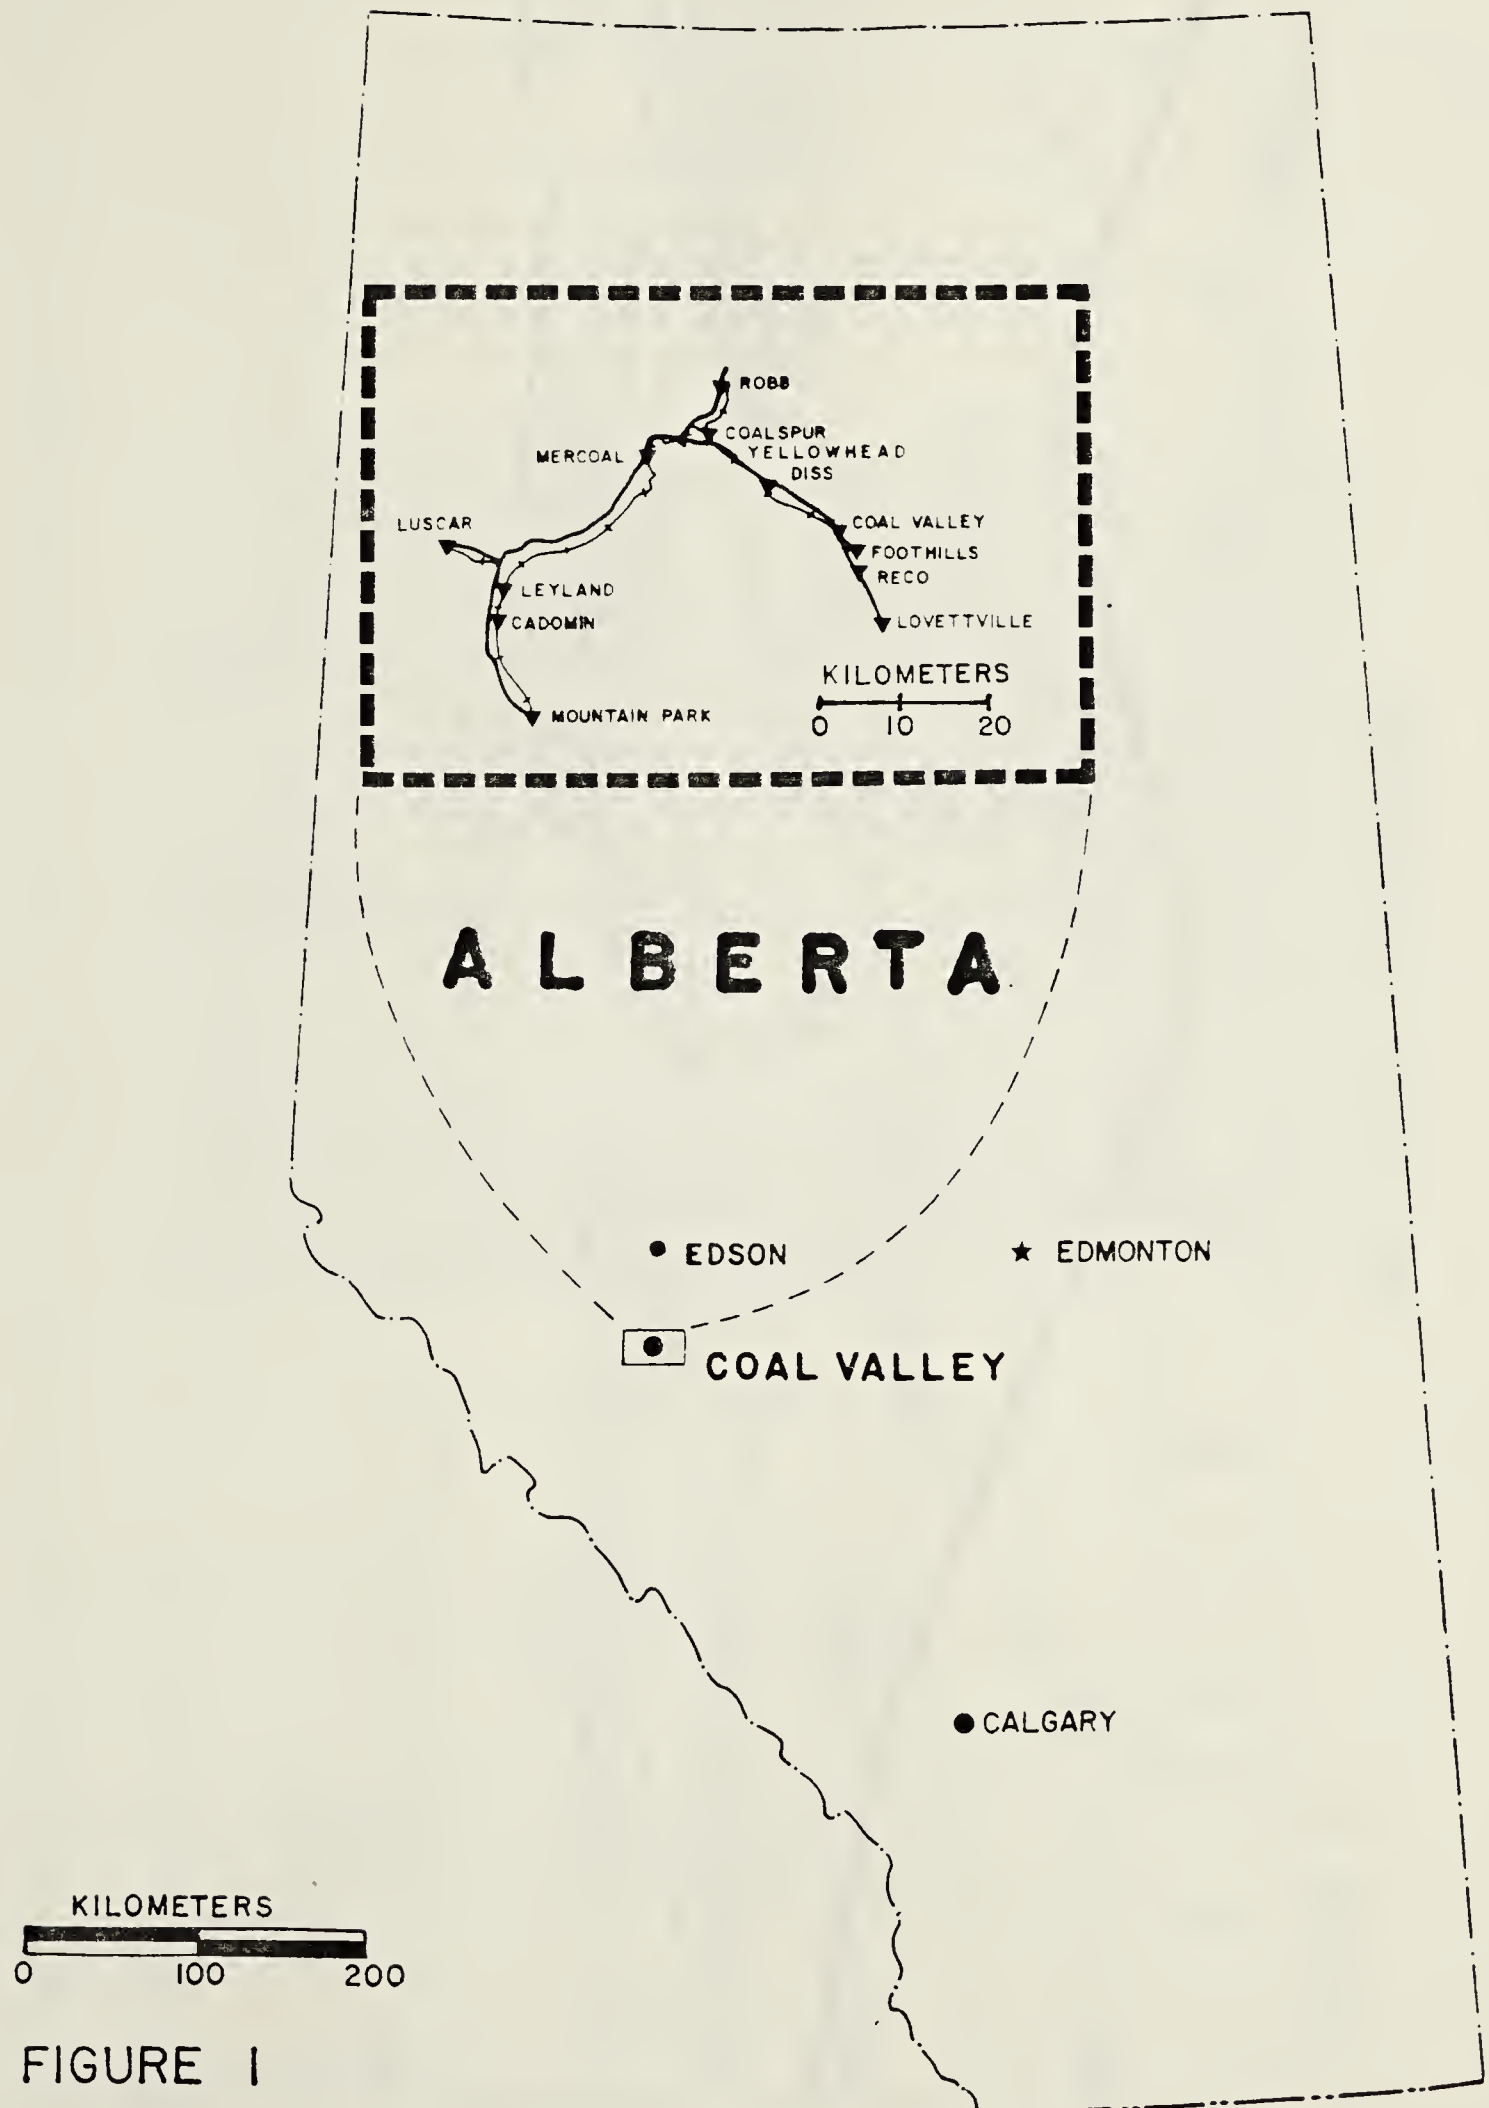 ROBB
COALSPUR
MERCOAL
YELLOWHEAD
DISS
LUSCAR
COAL VALLEY
FOOTHILLS
RECO
LEYLAND
CADOMIN
LOVETTVILLE
KILOMETERS
0 10 20
MOUNTAIN PARK
ALBERTA
EDSON
EDMONTON
COAL VALLEY
CALGARY
KILOMETERS
0 100 200
FIGURE 1